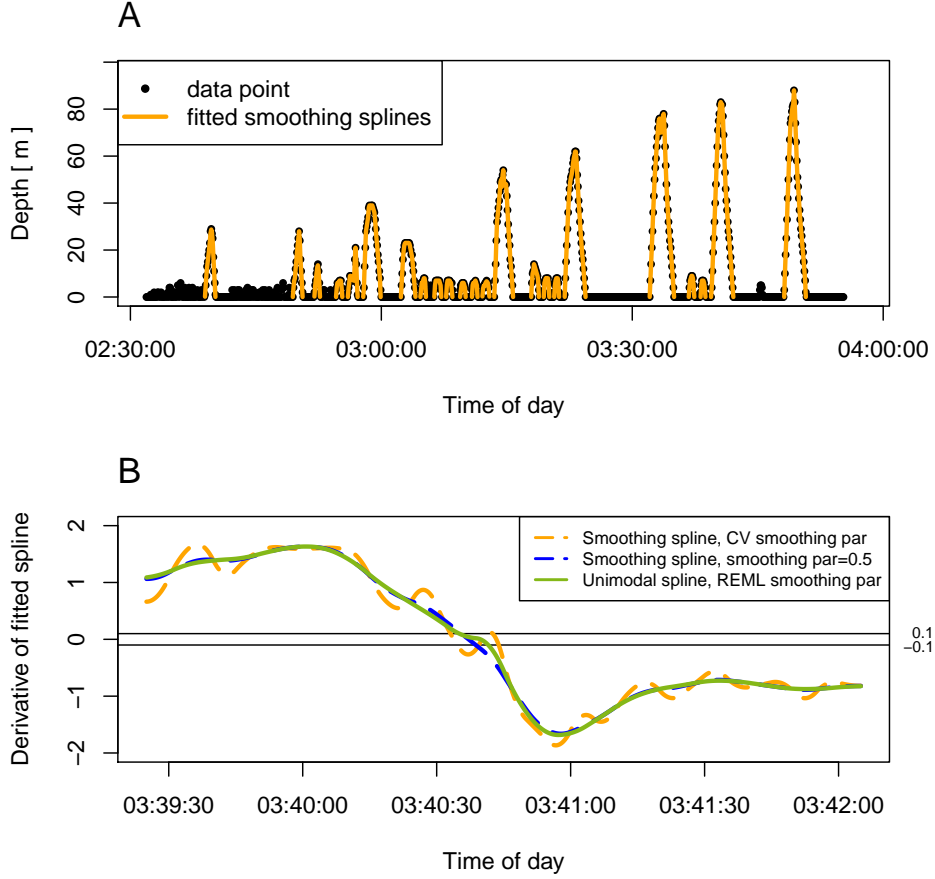 A
data point
fitted smoothing splines
Depth [ m ]
0 20 40 60 80
02:30:00 03:00:00 03:30:00 04:00:00
Time of day
B
Smoothing spline, CV smoothing par
Smoothing spline, smoothing par=0.5
Unimodal spline, REML smoothing par
Derivative of fitted spline
−2 −1 0 1 2
0.1
−0.1
03:39:30 03:40:00 03:40:30 03:41:00 03:41:30 03:42:00
Time of day